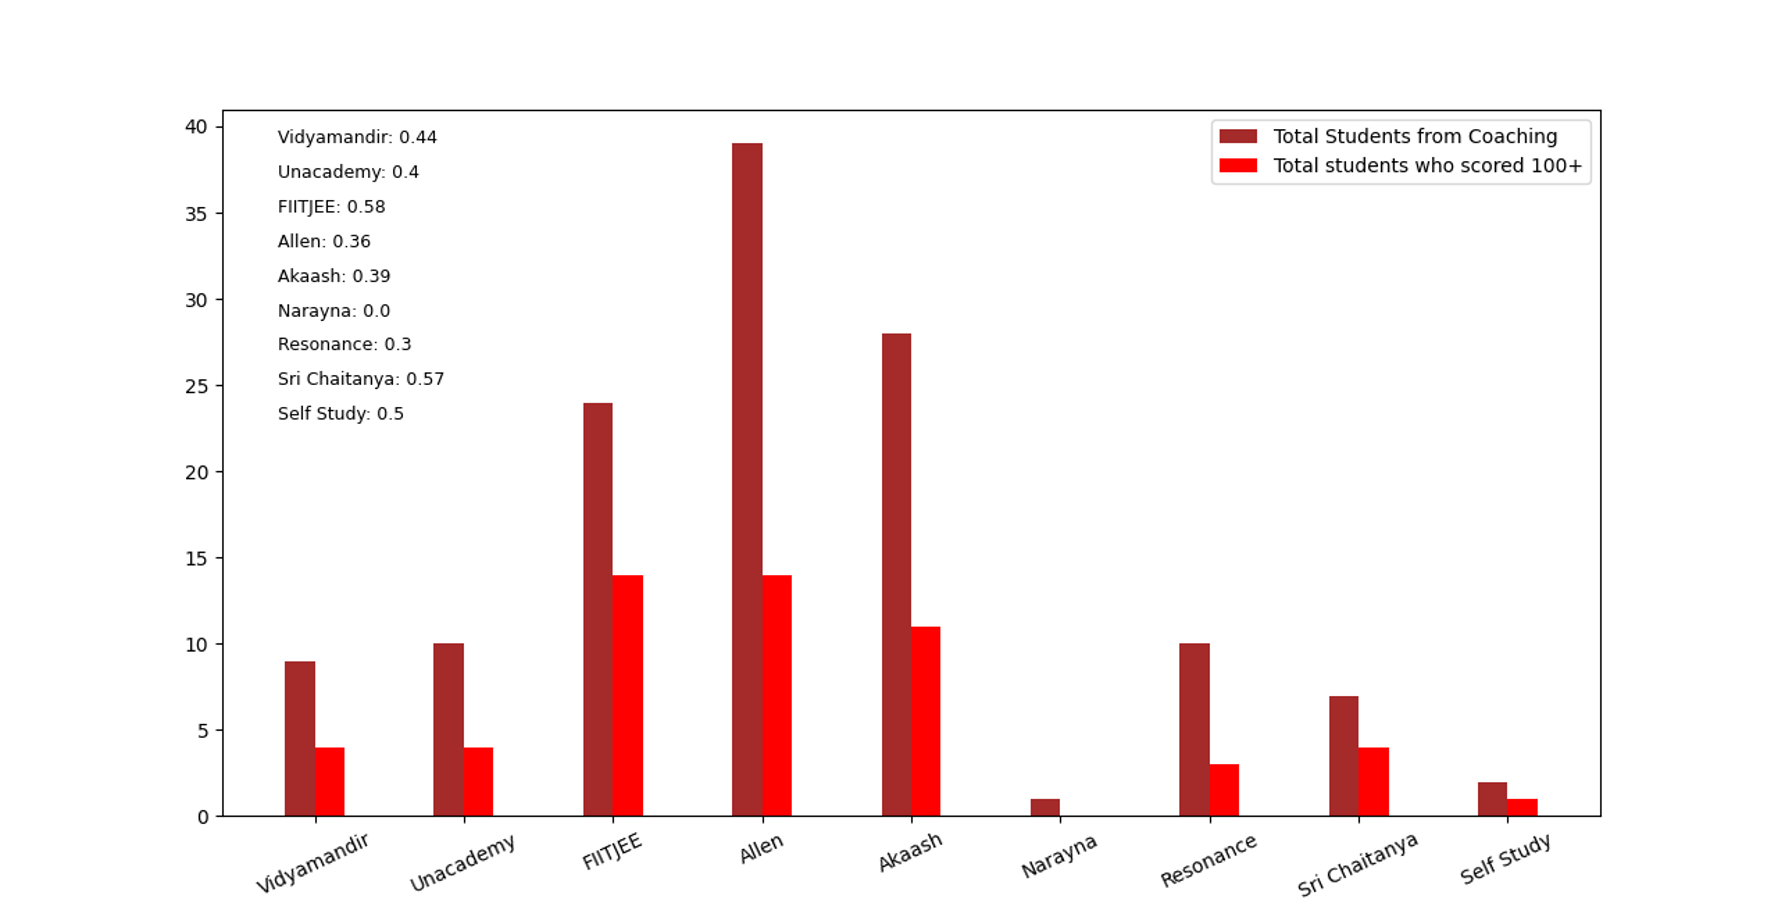 Vidyamandir: 0.44
Unacademy: 0.4
FIITJEE: 0.58
Allen: 0.36
Akaash: 0.39
Narayna: 0.0
Resonance: 0.3
Sri Chaitanya: 0.57
Self Study: 0.5
Total Students from Coaching
Total students who scored 100+
40
35
30
25
20
15
10
5
0
Vidyamandir
Unacademy
FIITJEE
Allen
Akaash
Narayna
Resonance
Sri Chaitanya
Self Study